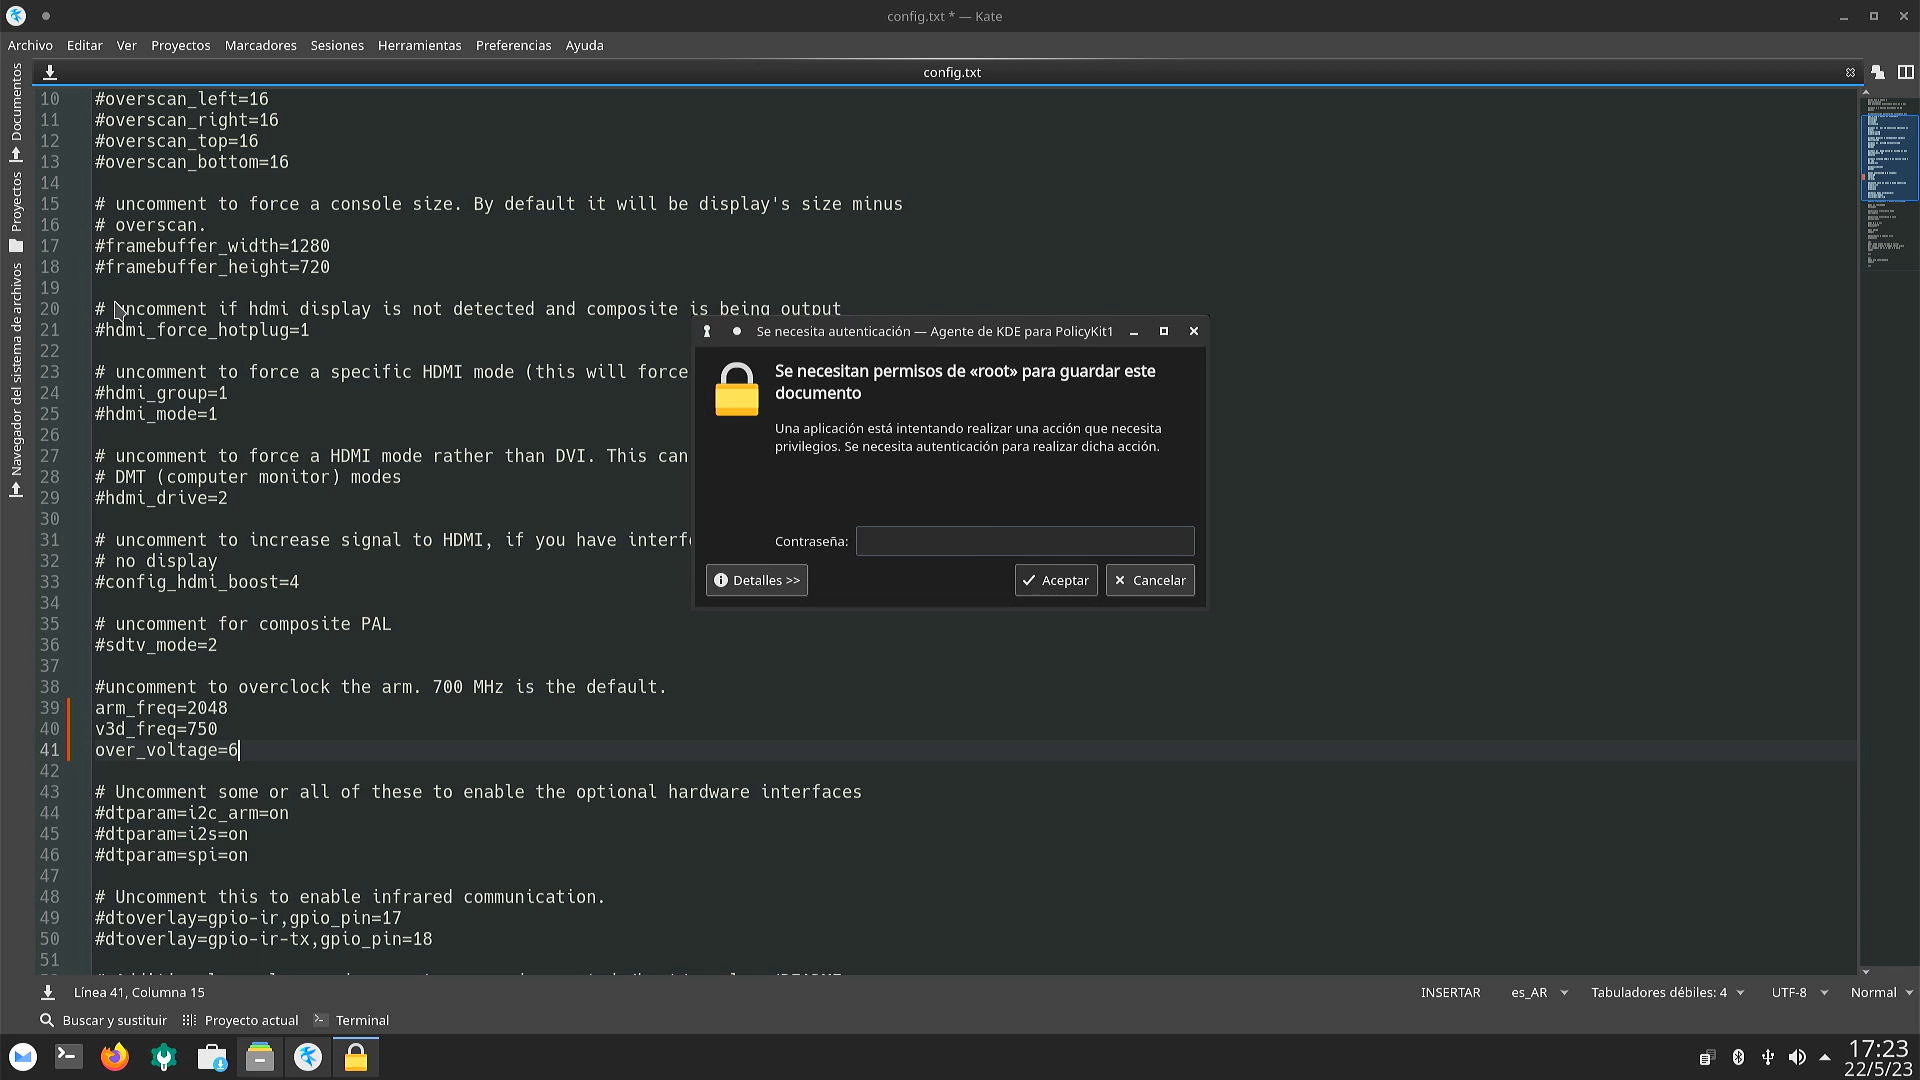 config.txt * — Kate
Archivo Editar Ver Proyectos Marcadores Sesiones Herramientas Preferencias Ayuda
config.txt
Documentos
Proyectos
Navegador del sistema de archivos
10 #overscan_left=16
11 #overscan_right=16
12 #overscan_top=16
13 #overscan_bottom=16
14
15 # uncomment to force a console size. By default it will be display's size minus
16 # overscan.
17 #framebuffer_width=1280
18 #framebuffer_height=720
19
20 # uncomment if hdmi display is not detected and composite is being output
21 #hdmi_force_hotplug=1
22
23 # uncomment to force a specific HDMI mode (this will force
24 #hdmi_group=1
25 #hdmi_mode=1
26
27 # uncomment to force a HDMI mode rather than DVI. This can
28 # DMT (computer monitor) modes
29 #hdmi_drive=2
30
31 # uncomment to increase signal to HDMI, if you have
32 # no display
33 #config_hdmi_boost=4
34
35 # uncomment for composite PAL
36 #sdtv_mode=2
37
38 #uncomment to overclock the arm. 700 MHz is the default.
39 arm_freq=2048
40 v3d_freq=750
41 over_voltage=6
42
43 # Uncomment some or all of these to enable the optional hardware interfaces
44 #dtparam=i2c_arm=on
45 #dtparam=i2s=on
46 #dtparam=spi=on
47
48 # Uncomment this to enable infrared communication.
49 #dtoverlay=gpio-ir,gpio_pin=17
50 #dtoverlay=gpio-ir-tx,gpio_pin=18
51
Se necesita autenticación — Agente de KDE para PolicyKit1
Se necesitan permisos de «root» para guardar este
documento
Una aplicación está intentando realizar una acción que necesita
privilegios. Se necesita autenticación para realizar dicha acción.
Contraseña:
Detalles >> Aceptar Cancelar
Línea 41, Columna 15 INSERTAR es_AR Tabuladores débiles: 4 UTF-8 Normal
Buscar y sustituir Proyecto actual Terminal
17:23
22/5/23